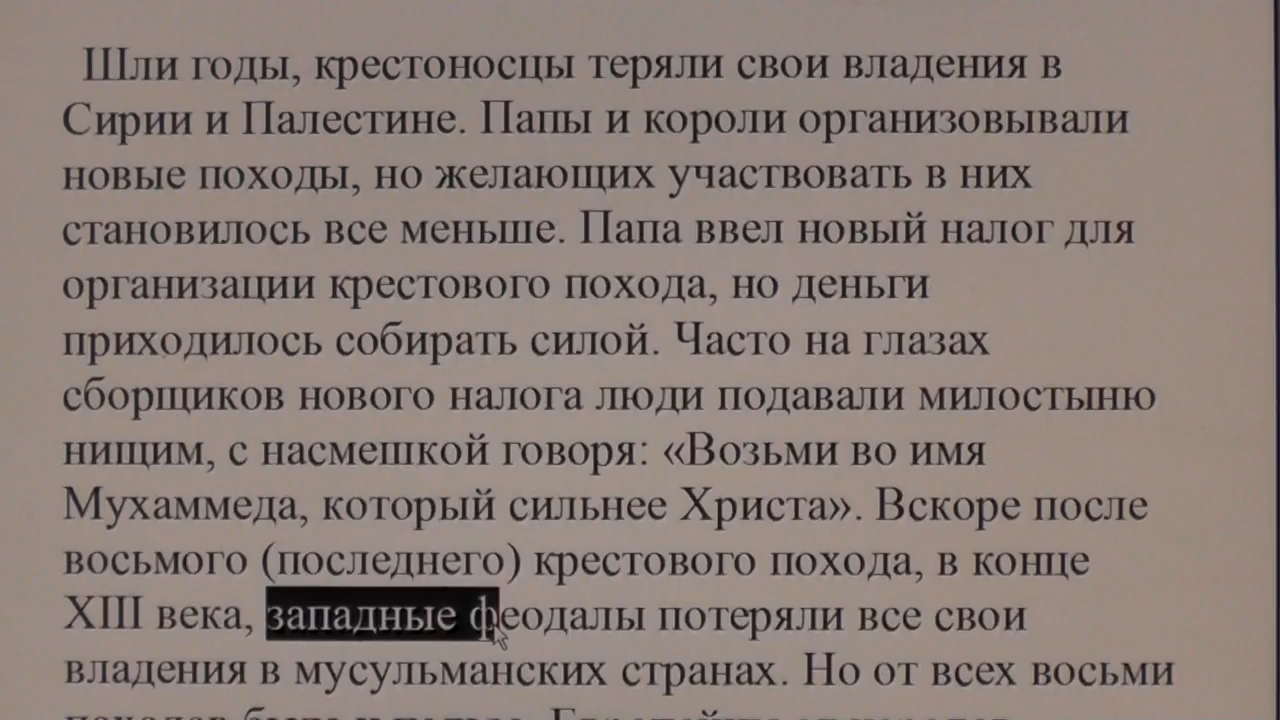 Шли годы, крестоносцы теряли свои владения в
Сирии и Палестине. Папы и короли организовывали
новые походы, но желающих участвовать в них
становилось все меньше. Папа ввел новый налог для
организации крестового похода, но деньги
приходилось собирать силой. Часто на глазах
сборщиков нового налога люди подавали милостыню
нищим, с насмешкой говоря: «Возьми во имя
Мухаммеда, который сильнее Христа». Вскоре после
восьмого (последнего) крестового похода, в конце
XIII века, западные феодалы потеряли все свои
владения в мусульманских странах. Но от всех восьми